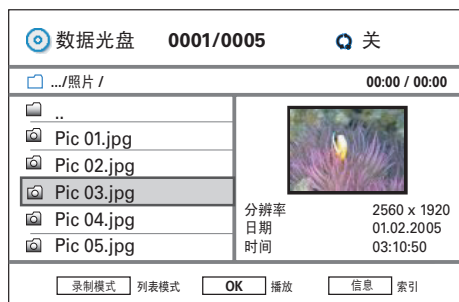 数据光盘 0001/0005 关
.../照片 / 00:00 / 00:00
..
Pic 01.jpg
Pic 02.jpg
Pic 03.jpg
Pic 04.jpg
Pic 05.jpg
分辨率 2560 x 1920
日期 01.02.2005
时间 03:10:50
录制模式 列表模式 OK 播放 信息 索引